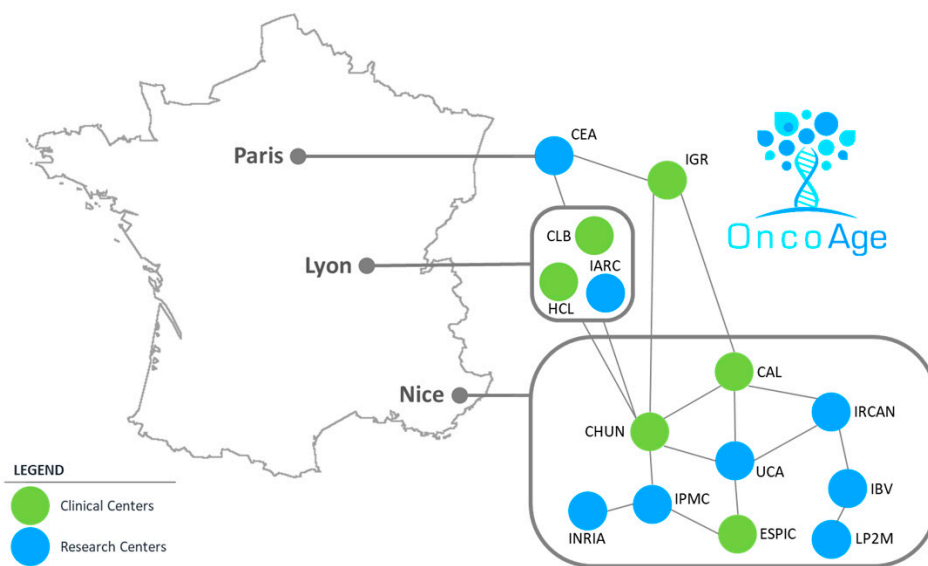 CEA
IGR
Paris
CLB
OncoAge
Lyon
IARC
HCL
Nice
CAL
IRCAN
CHUN
UCA
LEGEND
IBV
Clinical Centers
IPMC
INRIA
ESPIC
LP2M
Research Centers